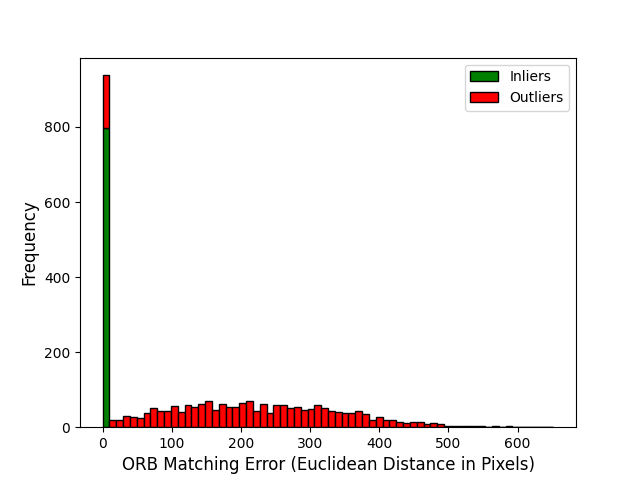 Inliers
Outliers
800
600
400
200
0
Frequency
0 100 200 300 400 500 600
ORB Matching Error (Euclidean Distance in Pixels)